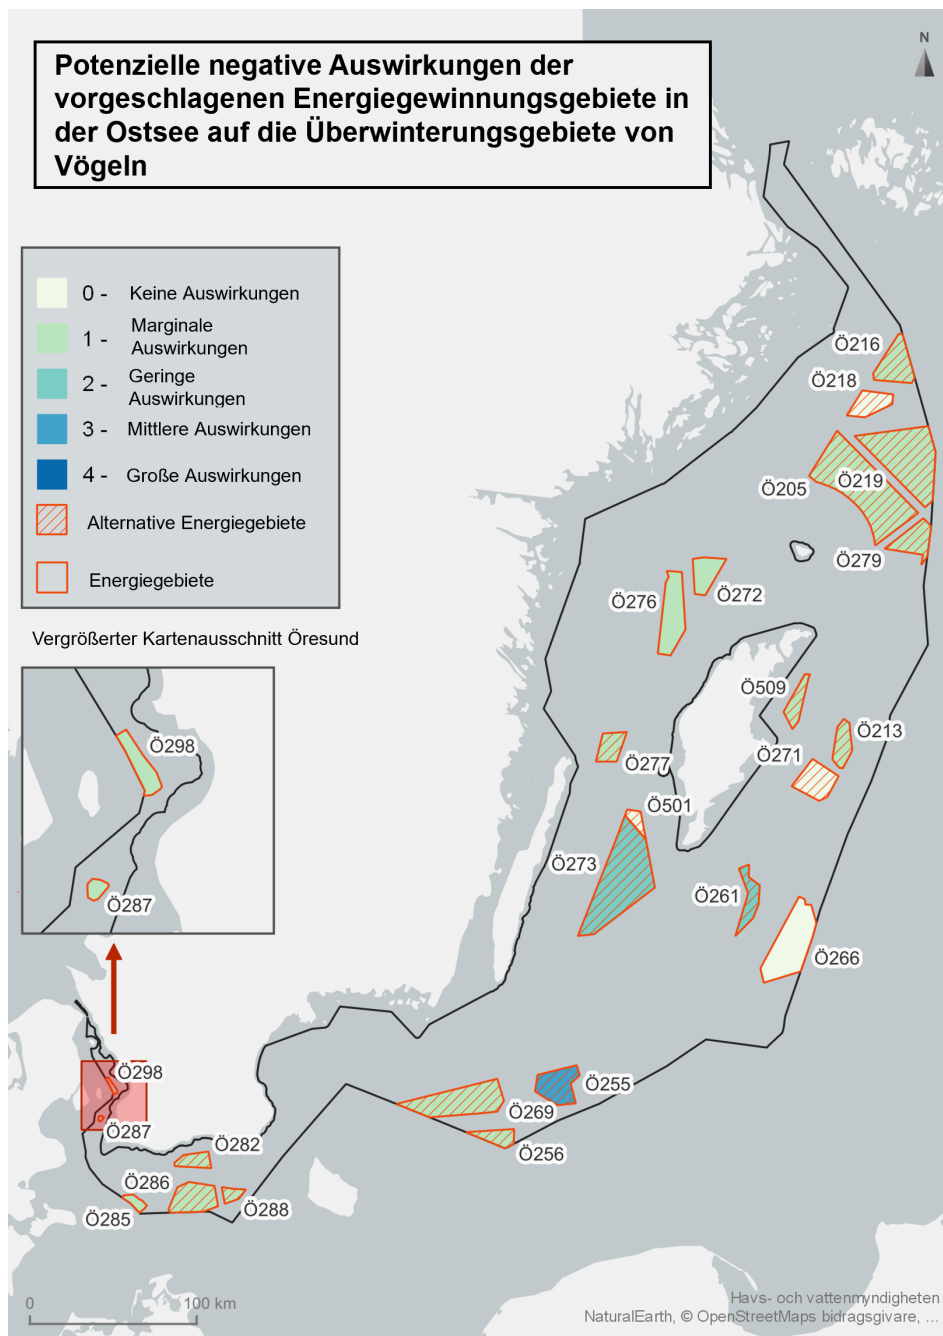 N
Potenzielle negative Auswirkungen der
vorgeschlagenen Energiegewinnungsgebiete in
der Ostsee auf die Überwinterungsgebiete von
Vögeln
0 - Keine Auswirkungen
1 - Marginale
Auswirkungen
2 - Geringe
Auswirkungen
3 - Mittlere Auswirkungen
4 - Große Auswirkungen
Alternative Energiegebiete
Energiegebiete
Vergrößerter Kartenausschnitt Öresund
Ö298
Ö287
Ö216
Ö218
Ö219
Ö205
Ö279
Ö272
Ö276
Ö509
Ö213
Ö271
Ö277
Ö501
Ö273
Ö261
Ö266
Ö298
Ö255
Ö269
Ö287
Ö282
Ö256
Ö286
Ö288
Ö285
0 100 km
Havs- och vattenmyndigheten
NaturalEarth, © OpenStreetMaps bidragsgivare, ...